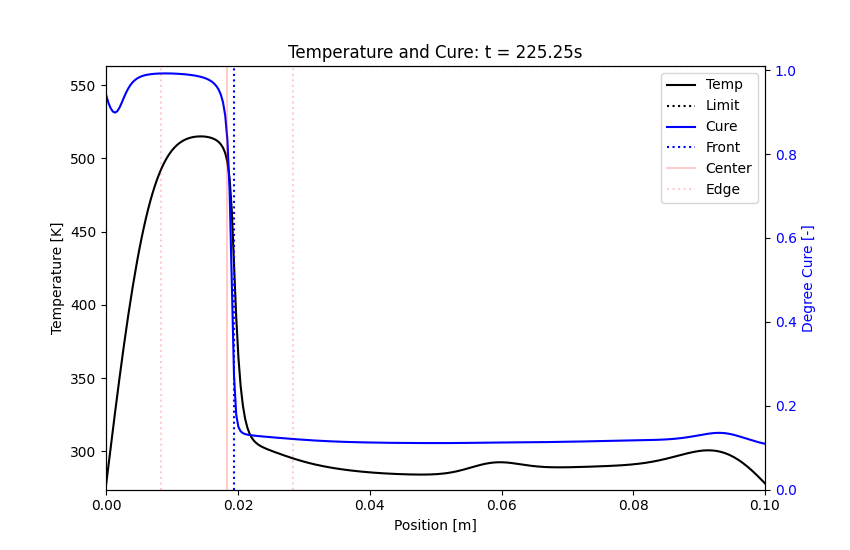 Temperature and Cure: t = 225.25s
550
500
450
400
350
300
Temperature [K]
1.0
0.8
0.6
0.4
0.2
0.0
Degree Cure [-]
Temp
Limit
Cure
Front
Center
Edge
0.00
0.02
0.04
0.06
0.08
0.10
Position [m]